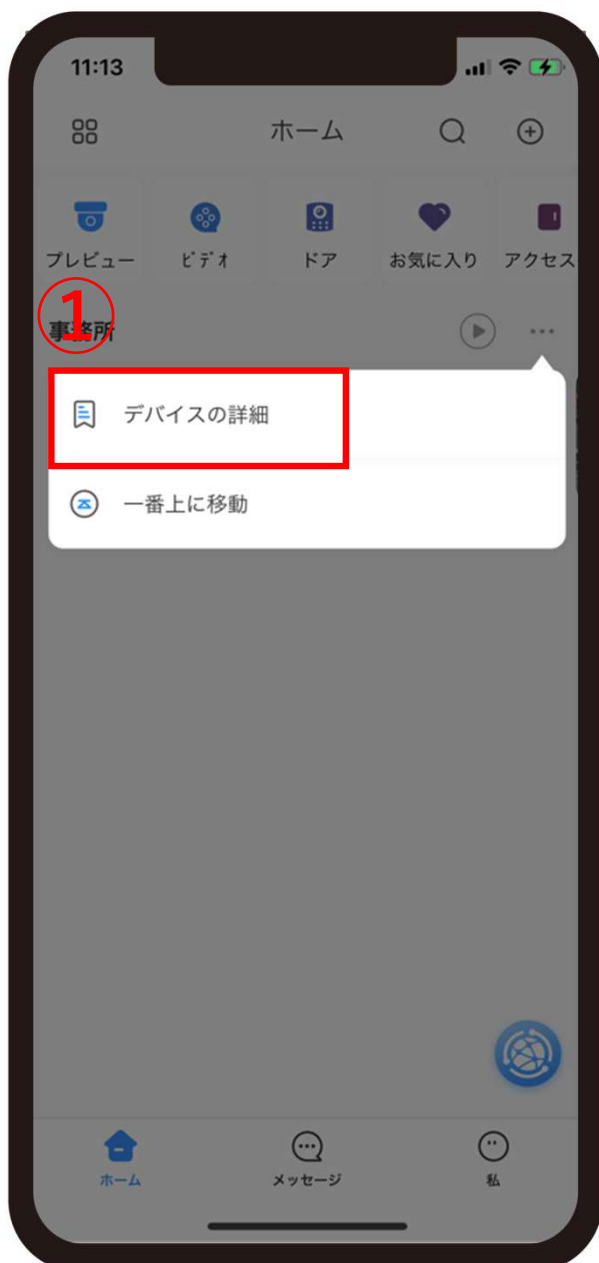 11:13
ホーム
プレビュー ビデオ ドア お気に入り アクセス
①
事務所
デバイスの詳細
一番上に移動
ホーム メッセージ 私